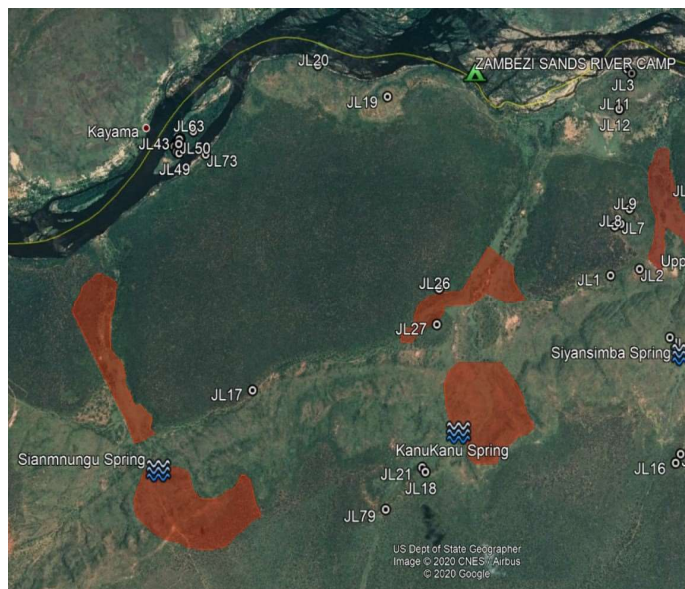 JL20
ZAMBEZI SANDS RIVER CAMP
JL3
JL19
JL11
JL12
Kayama
JL63
JL43
JL50
JL49
JL73
JL9
JL8
JL7
JL
JL26
JL1
JL2
Upp
JL27
Siyansimba Spring
JL17
KanuKanu Spring
Sianmnungu Spring
JL21
JL18
JL16
JL79
US Dept of State Geographer
Image © 2020 CNES / Airbus
© 2020 Google